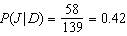 P(J|D) = 58/139 = 0.42